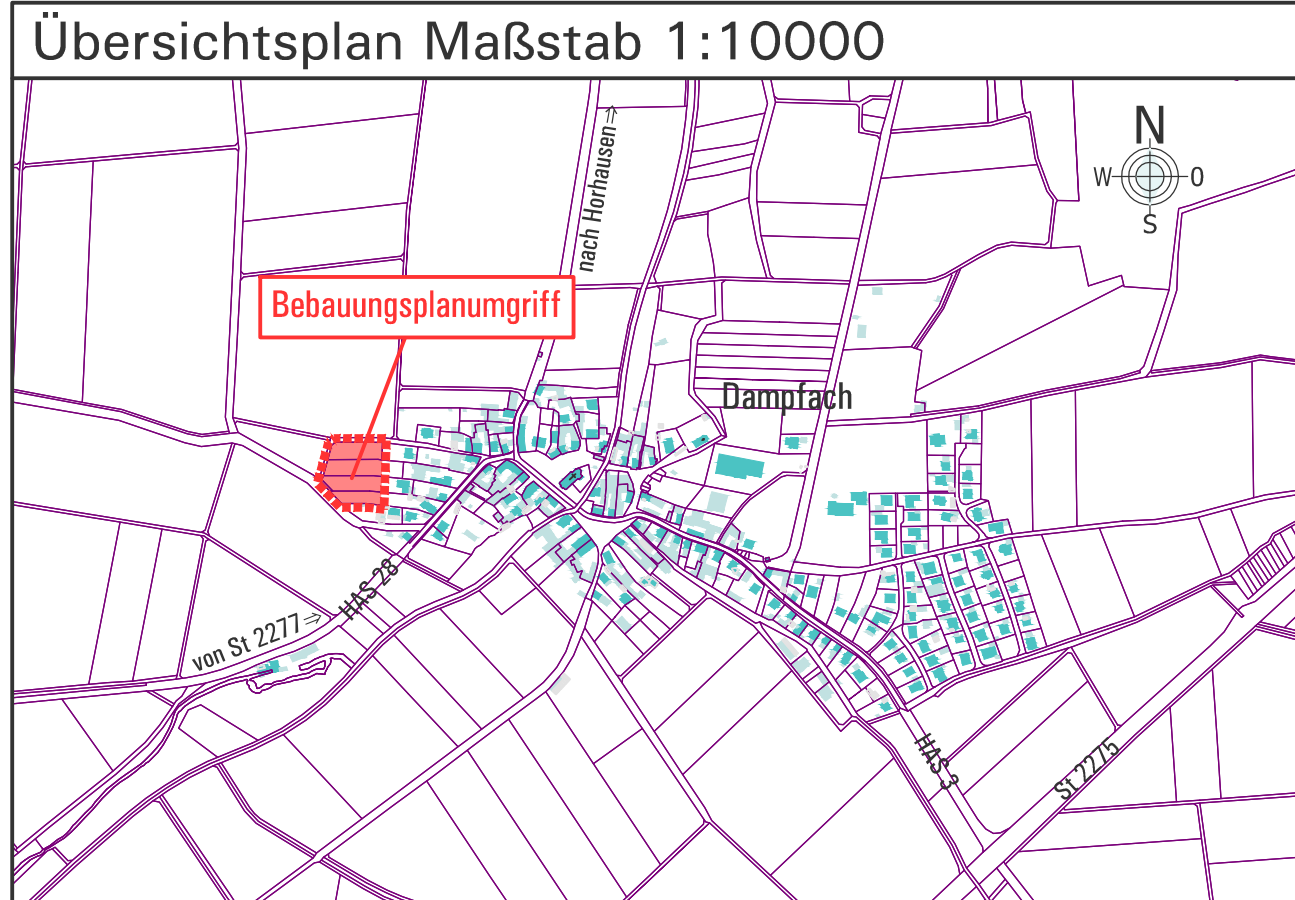 Übersichtsplan Maßstab 1:10000
N
W O
S
nach Horhausen⇒
Bebauungsplanumgriff
Dampfach
HAS 28
von St 2277⇒
HAS 3
St 2275